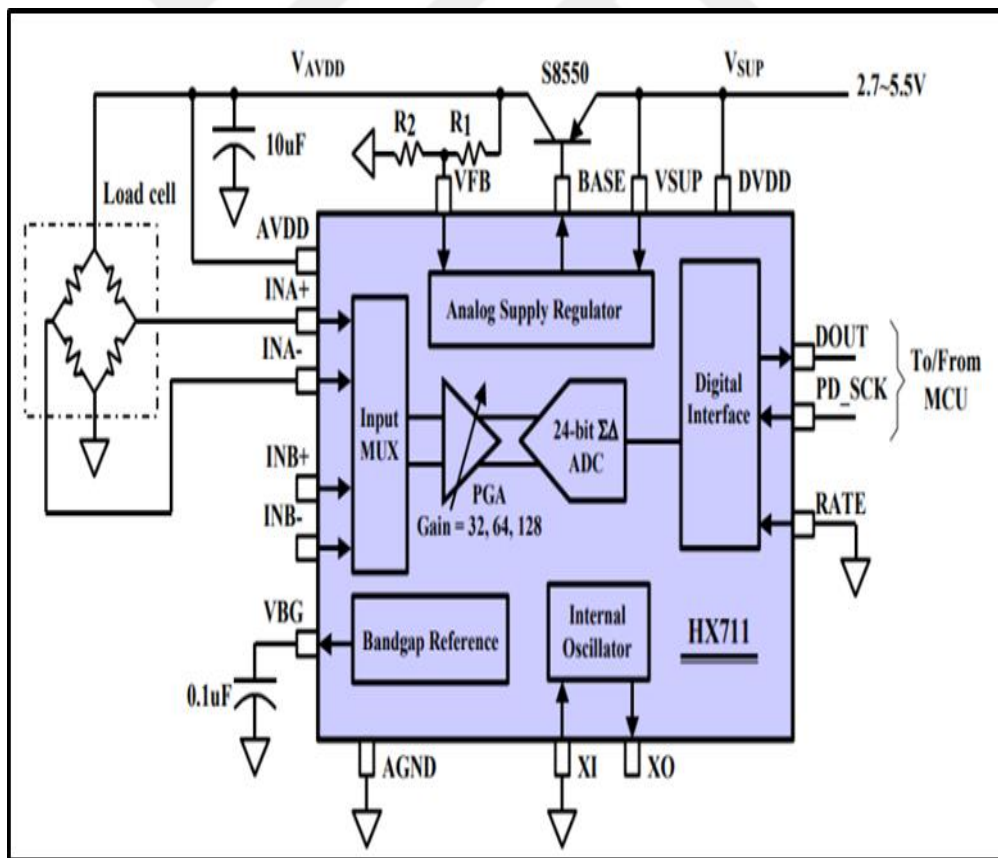 V_AVDD
S8550
V_SUP
2.7~5.5V
R2
R1
10uF
VFB
BASE
VSUP
DVDD
Load cell
AVDD
INA+
INA-
INB+
INB-
VBG
0.1uF
Analog Supply Regulator
Input
MUX
PGA
Gain = 32, 64, 128
24-bit ΣΔ
ADC
Digital
Interface
DOUT
PD_SCK
To/From
MCU
RATE
Bandgap Reference
Internal
Oscillator
HX711
AGND
XI
XO